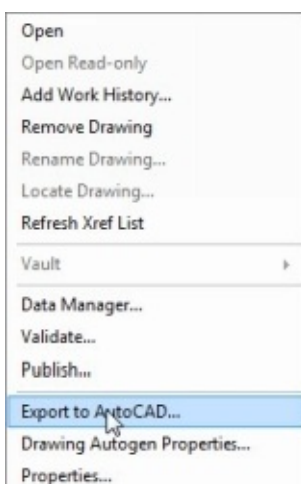 Open
Open Read-only
Add Work History...
Remove Drawing
Rename Drawing...
Locate Drawing...
Refresh Xref List
Vault
Data Manager...
Validate...
Publish...
Export to AutoCAD...
Drawing Autogen Properties...
Properties...